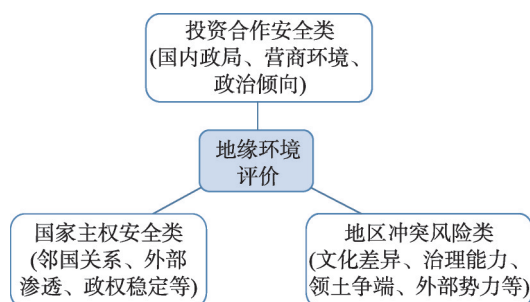 投资合作安全类
(国内政局、营商环境、
政治倾向)
地缘环境
评价
国家主权安全类
(邻国关系、外部
渗透、政权稳定等)
地区冲突风险类
(文化差异、治理能力、
领土争端、外部势力等)